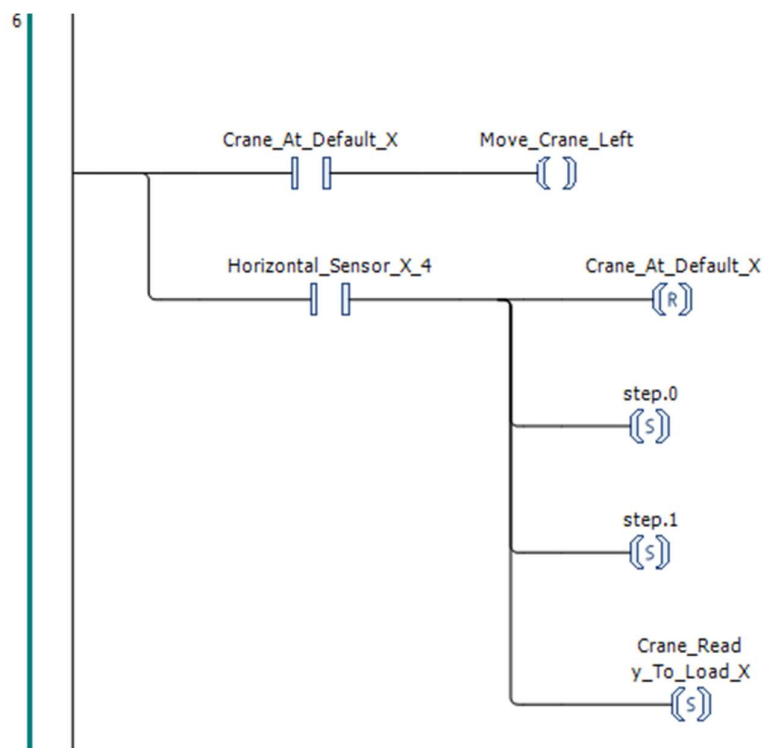 6
Crane_At_Default_X
Move_Crane_Left
Horizontal_Sensor_X_4
Crane_At_Default_X
R
step.0
S
step.1
S
Crane_Read
y_To_Load_X
S